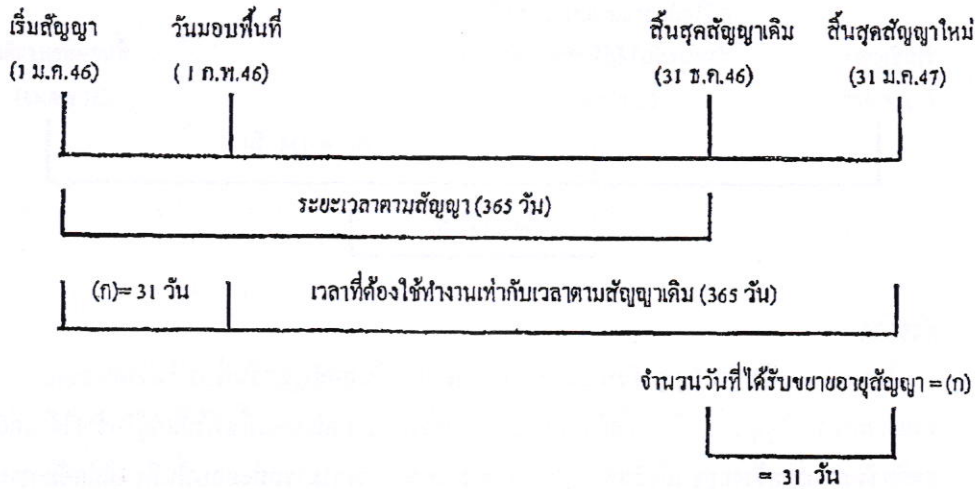 เริ่มสัญญา วันมอบพื้นที่ สิ้นสุดสัญญาเดิม สิ้นสุดสัญญาใหม่
(1 ม.ค.46) (1 ก.พ.46) (31 ธ.ค.46) (31 ม.ค.47)
ระยะเวลาตามสัญญา (365 วัน)
(ก)= 31 วัน เวลาที่ต้องใช้ทำงานเท่ากับเวลาตามสัญญาเดิม (365 วัน)
จำนวนวันที่ได้รับขยายอายุสัญญา = (ก)
= 31 วัน